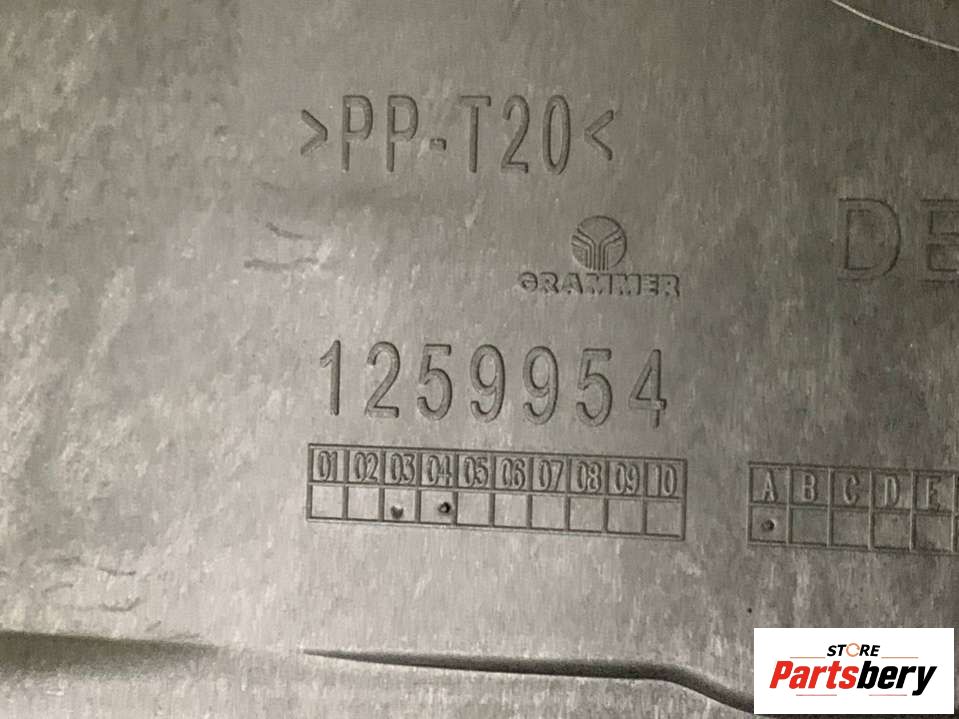 >PP-T20<
GRAMMER
DE
1259954
01 02 03 04 05 06 07 08 09 10
A B C D E
STORE
Partsbery